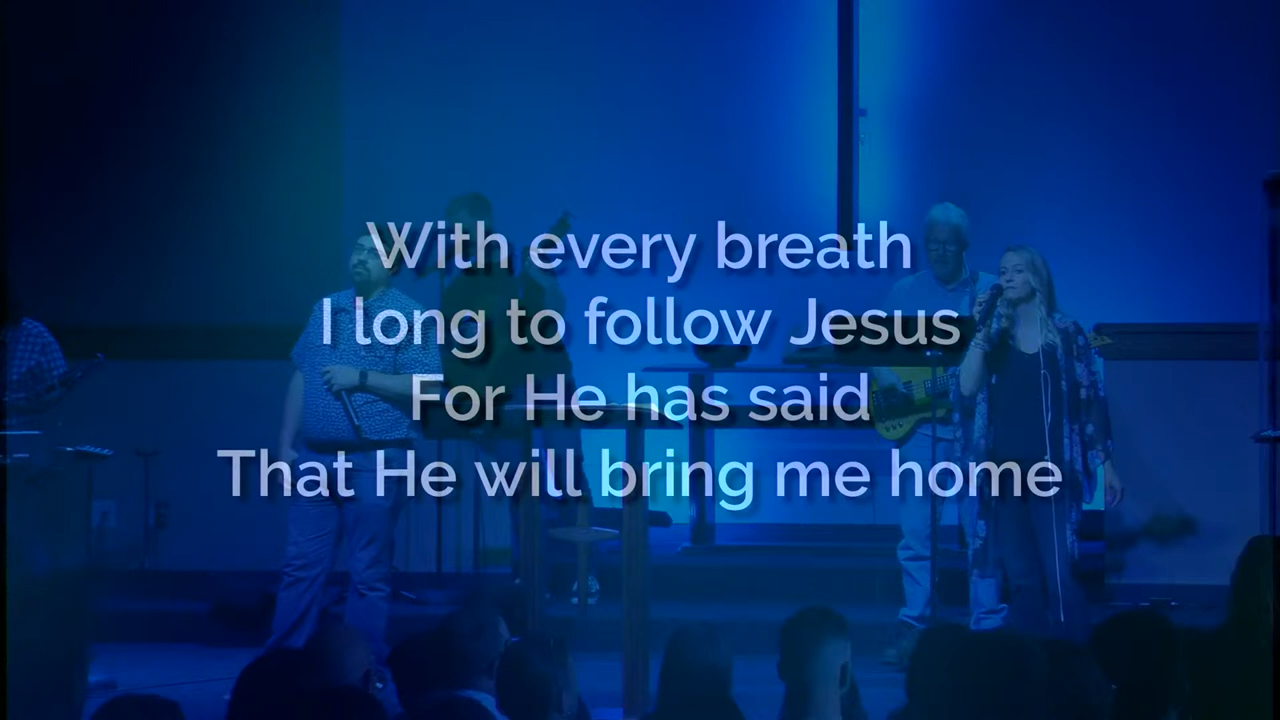 With every breath
I long to follow Jesus
For He has said
That He will bring me home